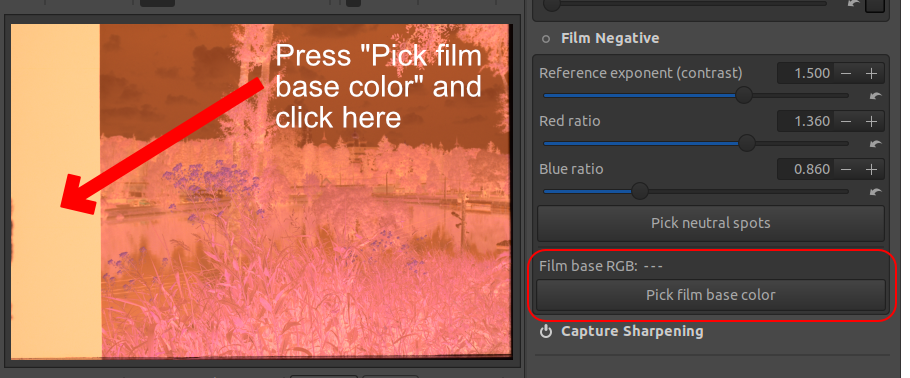 Press "Pick film
base color" and
click here
Film Negative
Reference exponent (contrast) 1.500 − +
Red ratio 1.360 − +
Blue ratio 0.860 − +
Pick neutral spots
Film base RGB: ---
Pick film base color
Capture Sharpening